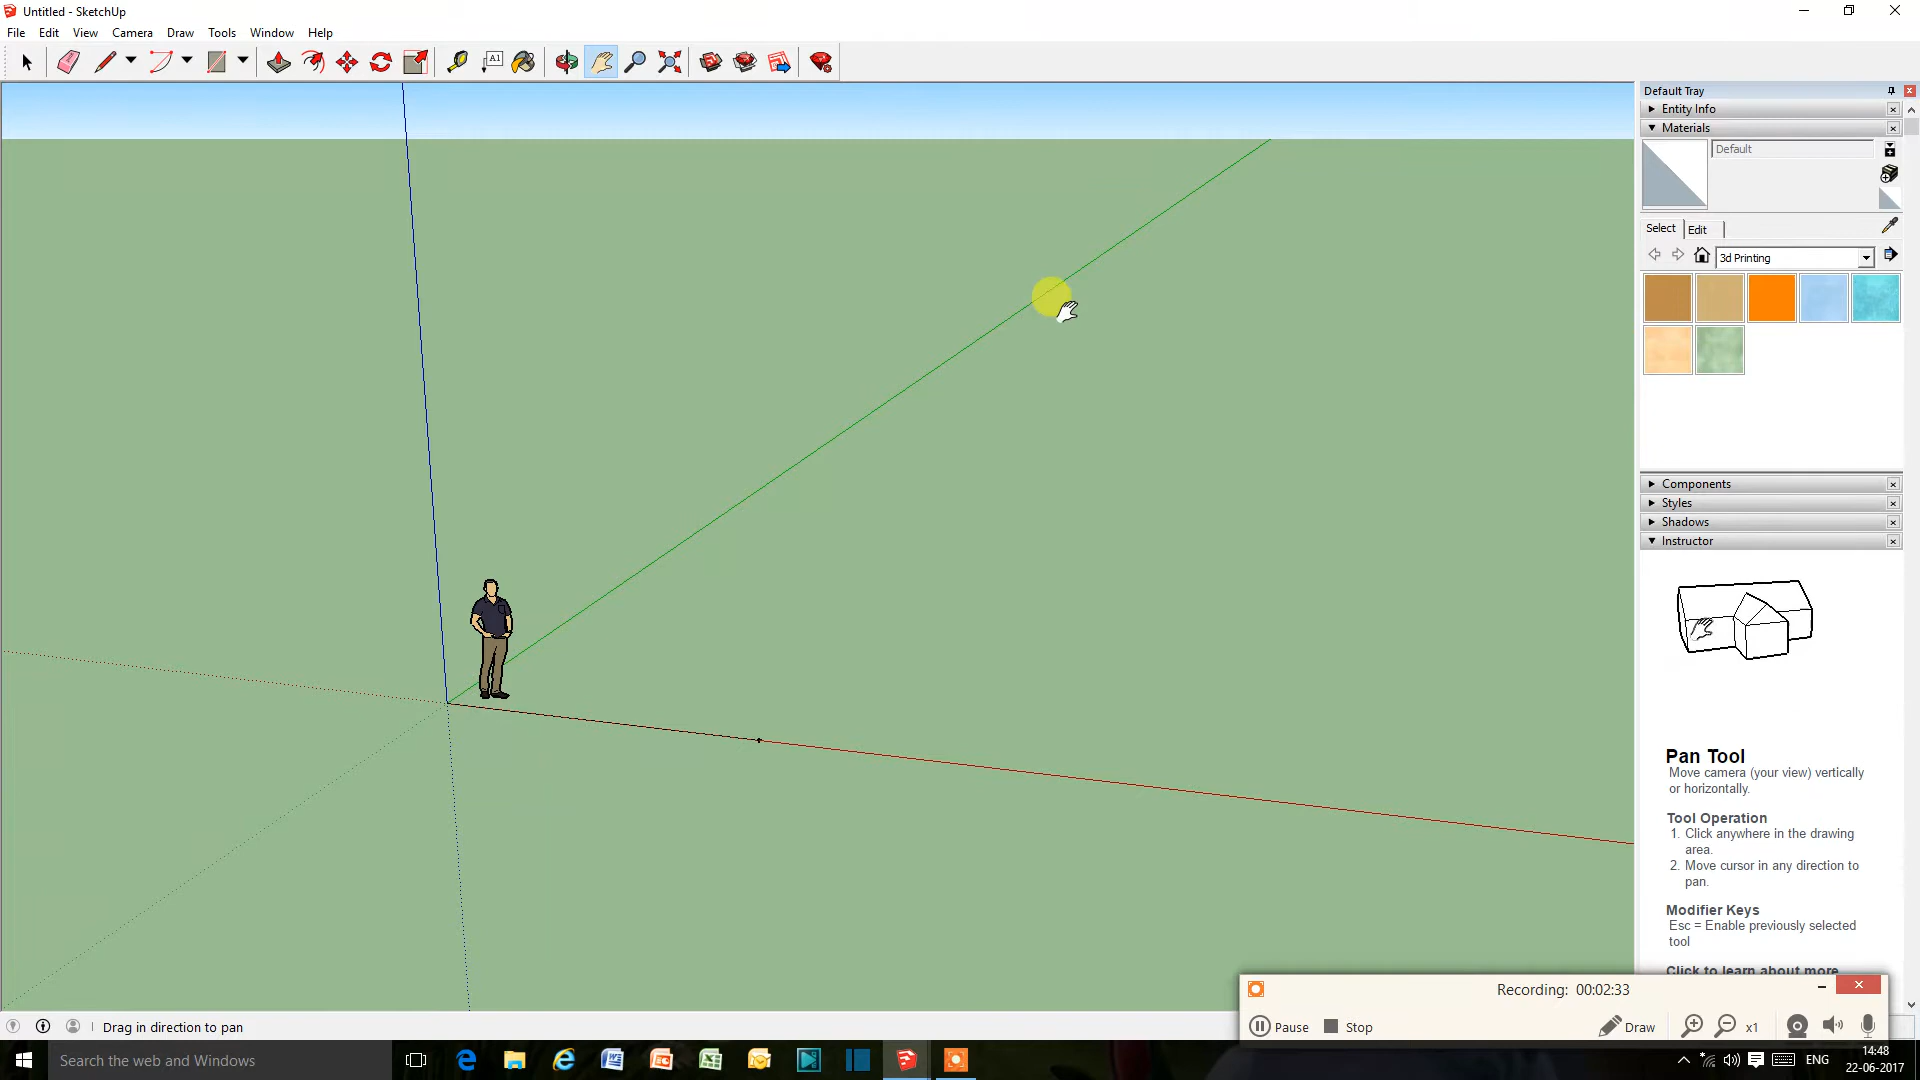 Untitled - SketchUp
File Edit View Camera Draw Tools Window Help
A1
Default Tray
Entity Info
Materials
Default
Select Edit
3d Printing
Components
Styles
Shadows
Instructor
Pan Tool
Move camera (your view) vertically
or horizontally.
Tool Operation
1. Click anywhere in the drawing
area.
2. Move cursor in any direction to
pan.
Modifier Keys
Esc = Enable previously selected
tool
Click to learn about more
Recording: 00:02:33
Pause Stop Draw x1
Drag in direction to pan
Search the web and Windows
ENG
14:48
22-06-2017